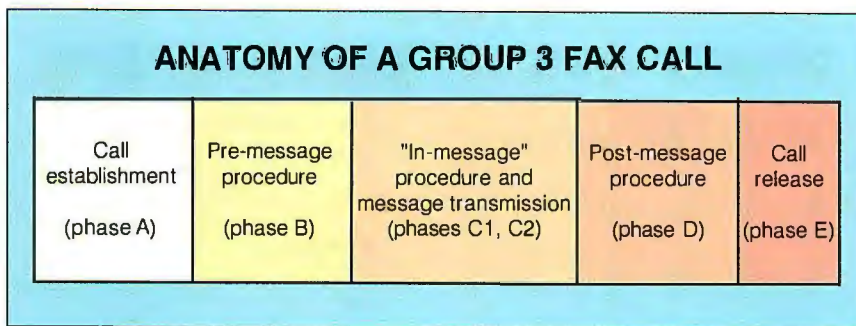 ANATOMY OF A GROUP 3 FAX CALL
Call
establishment
(phase A)
Pre-message
procedure
(phase B)
"In-message"
procedure and
message transmission
(phases C1, C2)
Post-message
procedure
(phase D)
Call
release
(phase E)